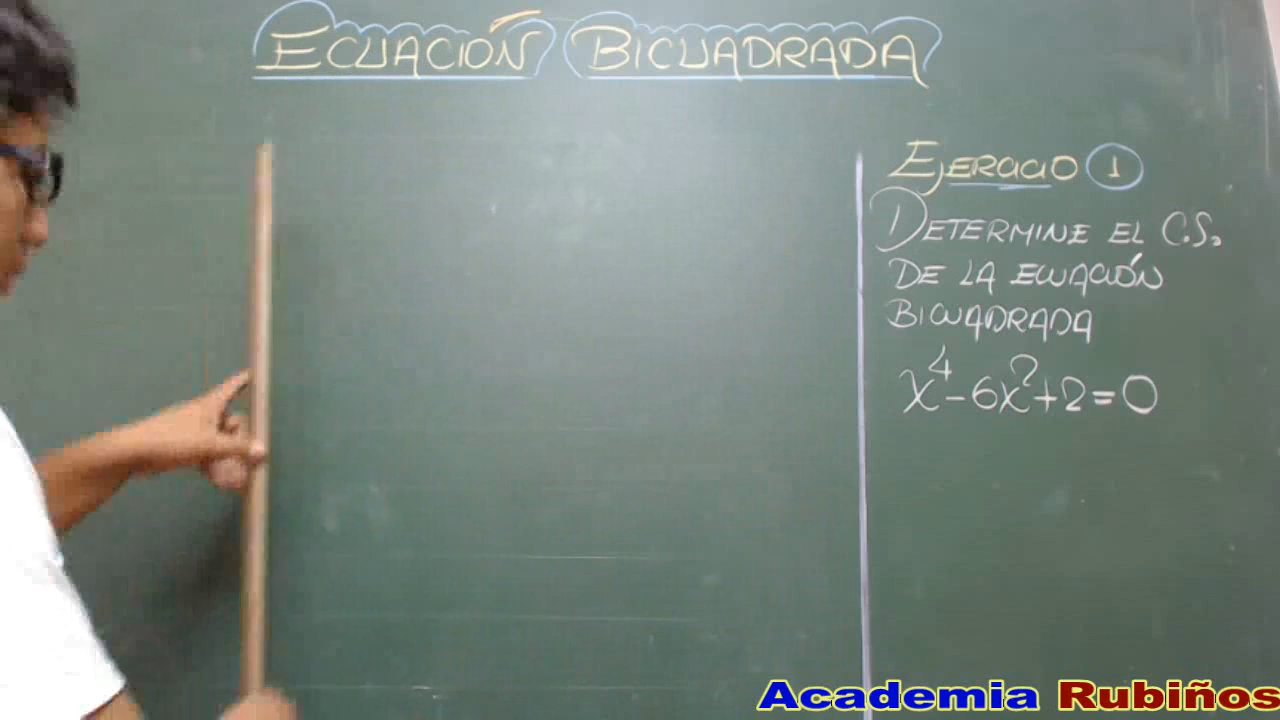 ECUACIÓN BICUADRADA
EJERCICIO 1
DETERMINE EL C.S.
DE LA ECUACIÓN
BICUADRADA
x⁴-6x²+2=0
Academia Rubiños